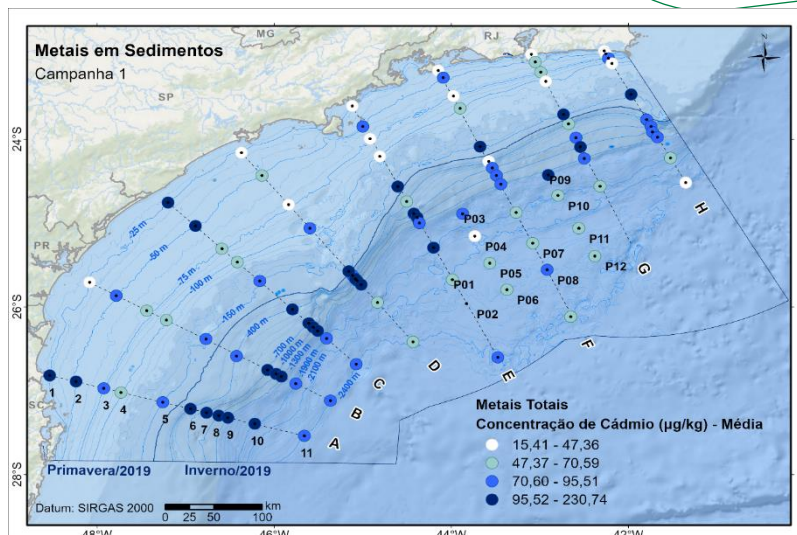 Metais em Sedimentos
Campanha 1
MG
RJ
SP
PR
SC
24°S
26°S
28°S
-25 m
-50 m
-75 m
-100 m
-150 m
-400 m
-700 m
-1000 m
-1300 m
-1900 m
2100 m
-2400 m
P09
P10
P03
P04
P11
P07
P12
P05
P01
P08
P06
P02
H
G
F
E
D
C
B
A
1
2
3
4
5
6
7
8
9
10
11
Primavera/2019
Inverno/2019
Datum: SIRGAS 2000
km
0 25 50 100
Metais Totais
Concentração de Cádmio (µg/kg) - Média
15,41 - 47,36
47,37 - 70,59
70,60 - 95,51
95,52 - 230,74
48°W
46°W
44°W
42°W